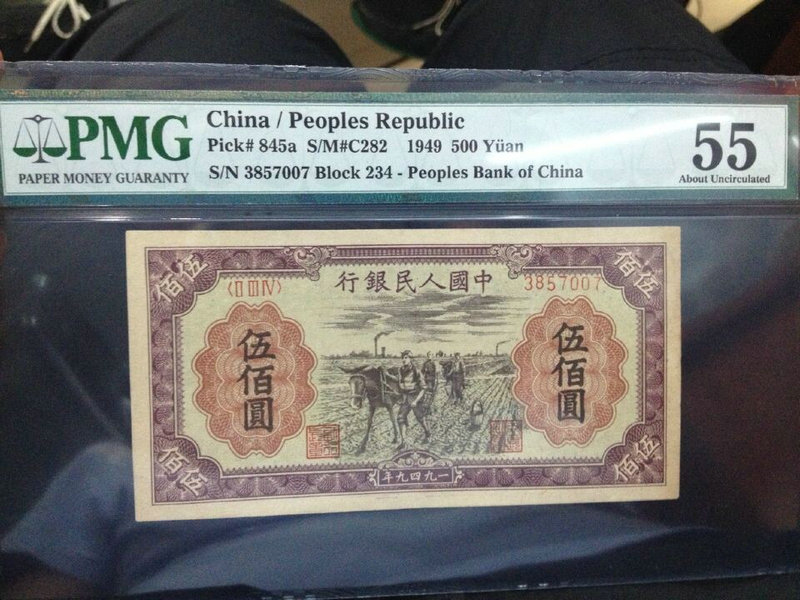 PMG
PAPER MONEY GUARANTY
China / Peoples Republic
Pick# 845a S/M#C282 1949 500 Yüan
S/N 3857007 Block 234 - Peoples Bank of China
55
About Uncirculated
佰伍
佰伍
行銀民人國中
〈ⅡⅢⅣ〉
3857007
伍佰圓
伍佰圓
佰伍
佰伍
年九四九一